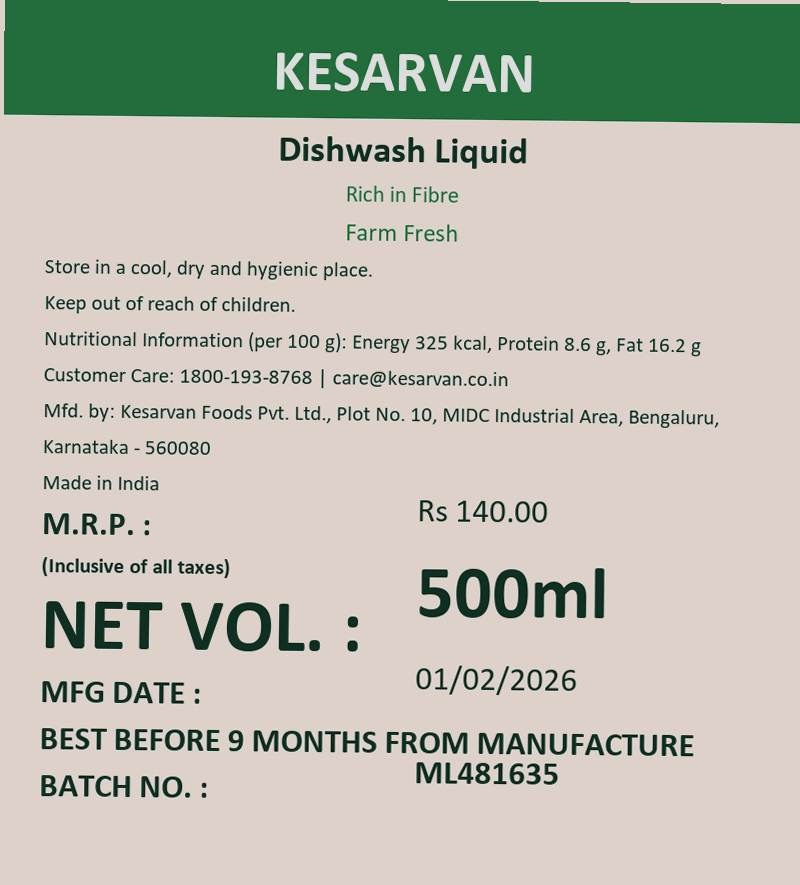 KESARVAN
Dishwash Liquid
Rich in Fibre
Farm Fresh
Store in a cool, dry and hygienic place.
Keep out of reach of children.
Nutritional Information (per 100 g): Energy 325 kcal, Protein 8.6 g, Fat 16.2 g
Customer Care: 1800-193-8768 | care@kesarvan.co.in
Mfd. by: Kesarvan Foods Pvt. Ltd., Plot No. 10, MIDC Industrial Area, Bengaluru,
Karnataka - 560080
Made in India
M.R.P. : Rs 140.00
(Inclusive of all taxes)
NET VOL. : 500ml
MFG DATE : 01/02/2026
BEST BEFORE 9 MONTHS FROM MANUFACTURE
BATCH NO. : ML481635